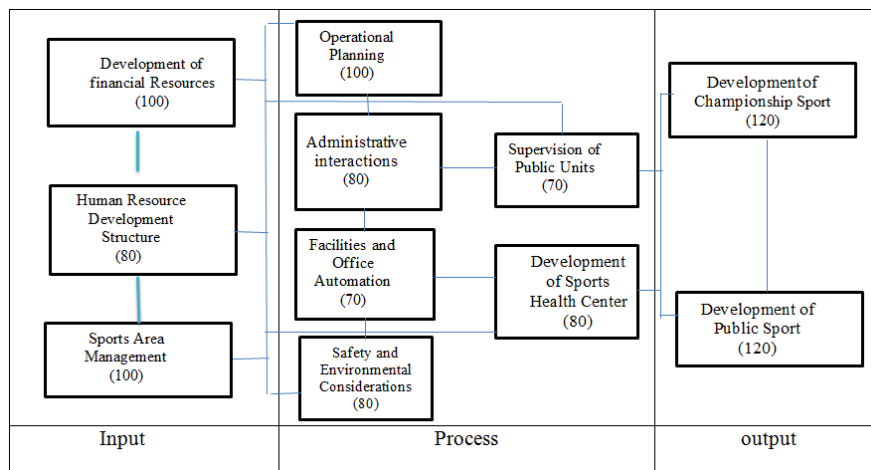 Development of
financial Resources
(100)
Human Resource
Development
Structure
(80)
Sports Area
Management
(100)
Operational
Planning
(100)
Administrative
interactions
(80)
Facilities and
Office
Automation
(70)
Safety and
Environmental
Considerations
(80)
Supervision of
Public Units
(70)
Development
of Sports
Health Center
(80)
Development of
Championship Sport
(120)
Development of
Public Sport
(120)
Input
Process
output